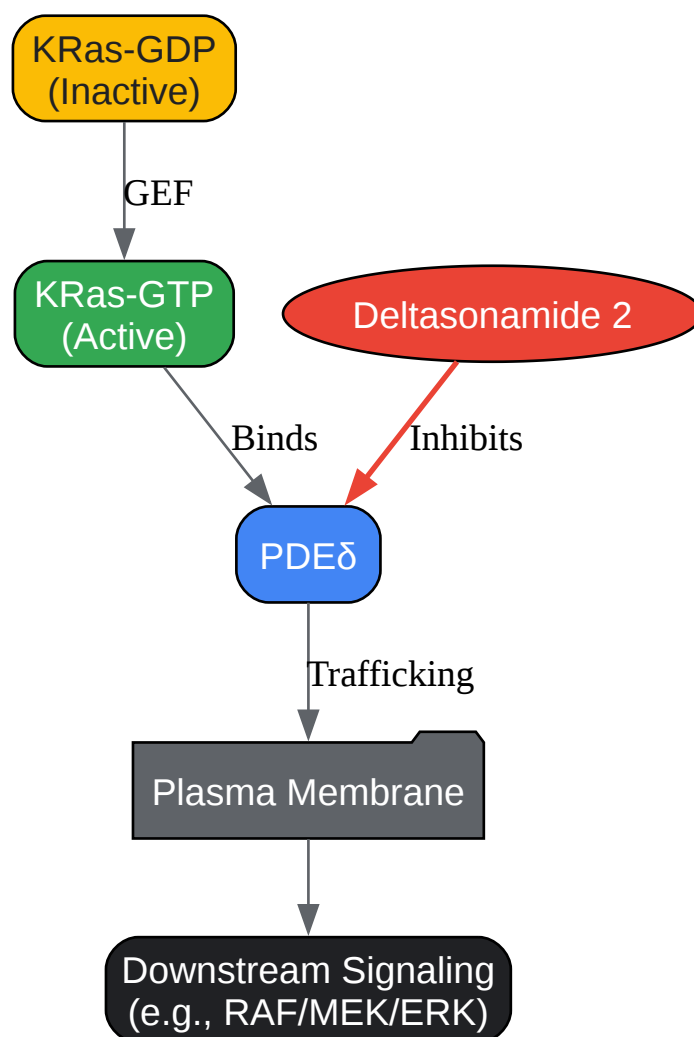 KRas-GDP
(Inactive)
GEF
KRas-GTP
(Active)
Deltasonamide 2
Binds
Inhibits
PDEδ
Trafficking
Plasma Membrane
Downstream Signaling
(e.g., RAF/MEK/ERK)